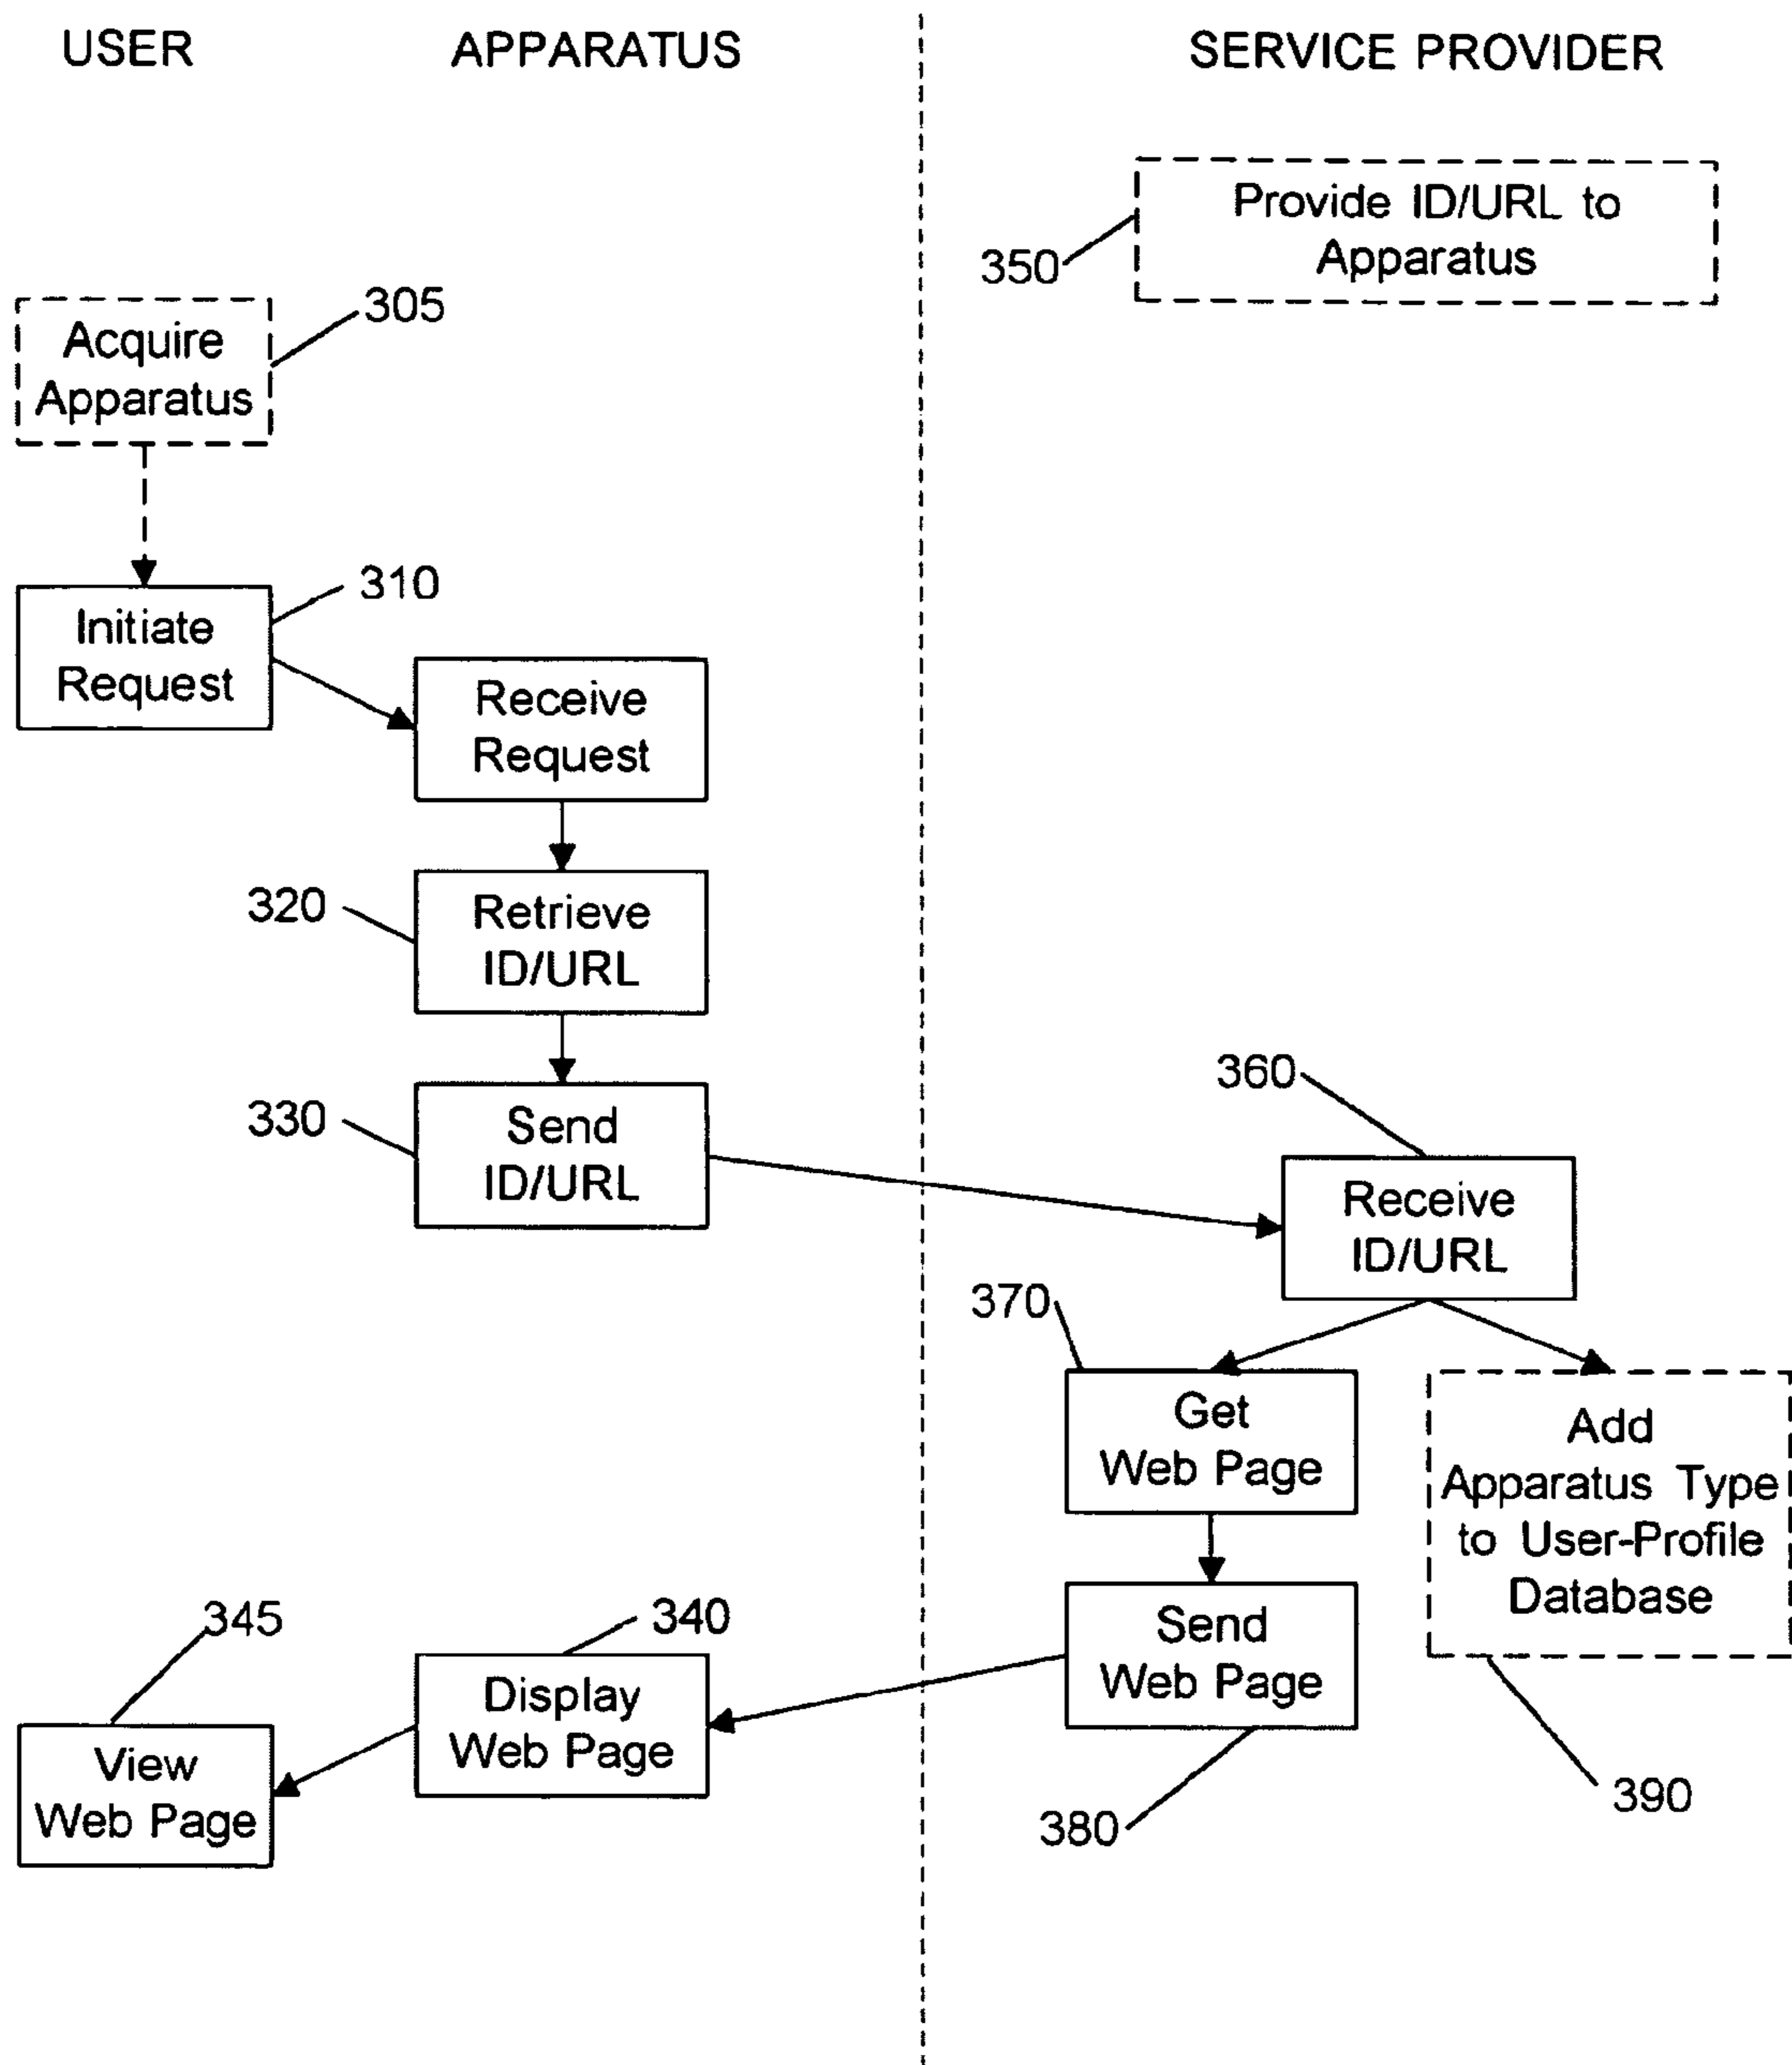 USER APPARATUS SERVICE PROVIDER
Provide ID/URL to
Apparatus
350
305
Acquire
Apparatus
310
Initiate
Request
Receive
Request
320
Retrieve
ID/URL
330
Send
ID/URL
360
Receive
ID/URL
370
Get
Web Page
Add
Apparatus Type
to User-Profile
Database
390
Send
Web Page
380
340
Display
Web Page
345
View
Web Page